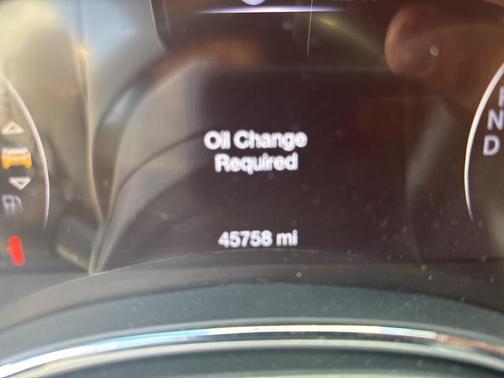 Oil Change
Required
N
D
45758 mi